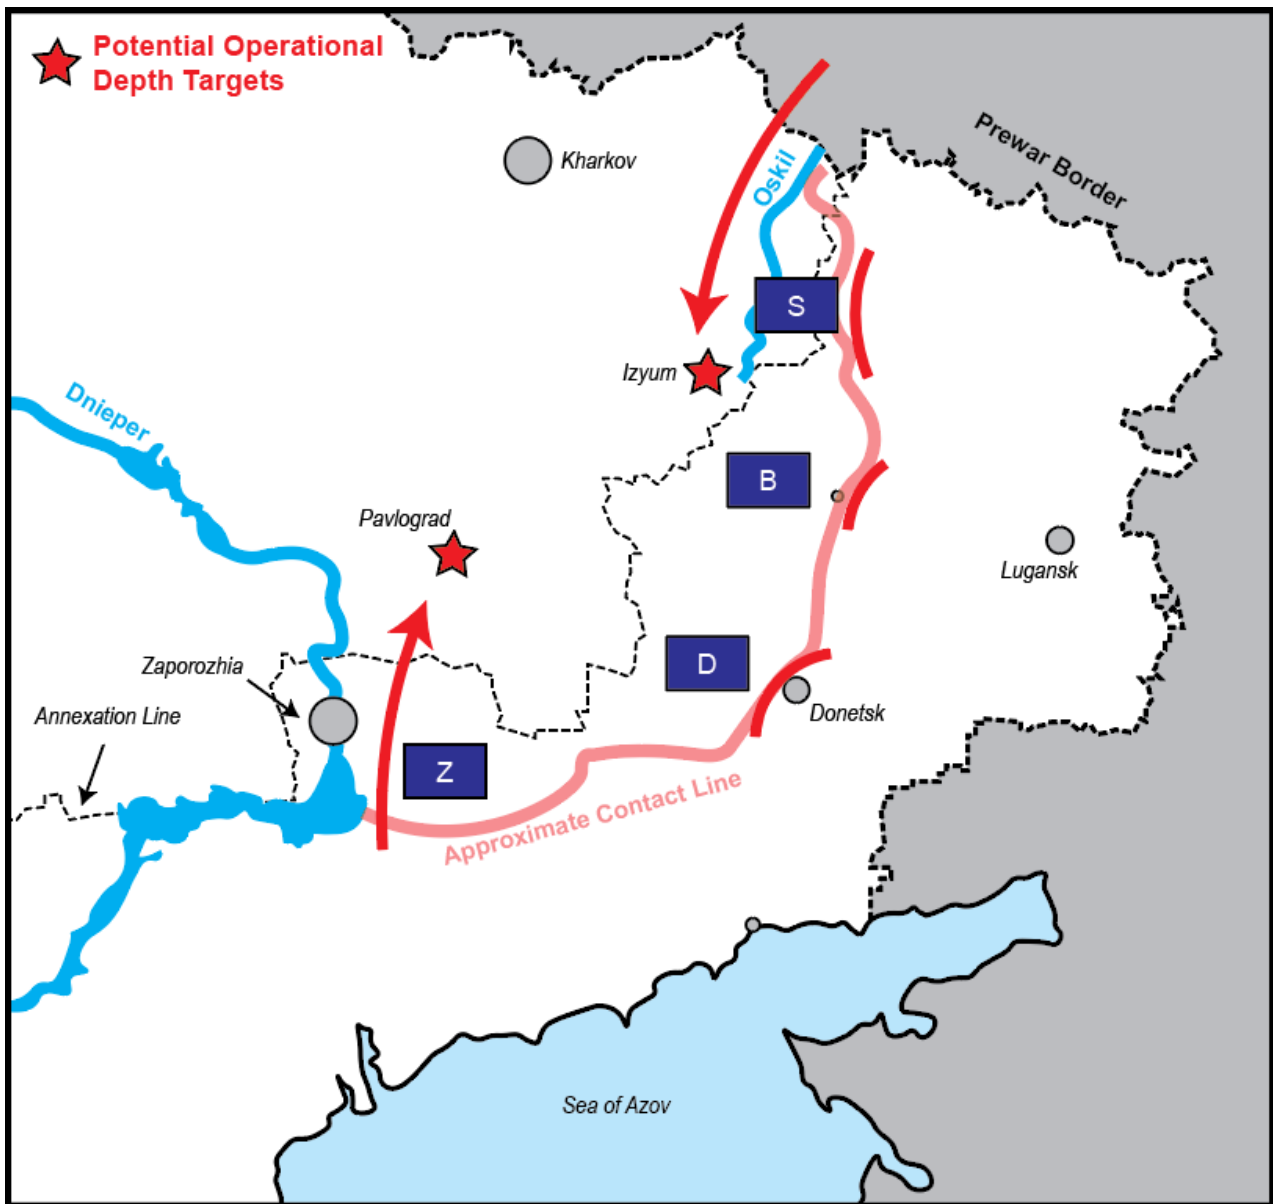 Potential Operational
Depth Targets
Prewar Border
Kharkov
Oskil
S
Izyum
Dnieper
B
Pavlograd
Lugansk
Zaporozhia
D
Annexation Line
Donetsk
Z
Approximate Contact Line
Sea of Azov